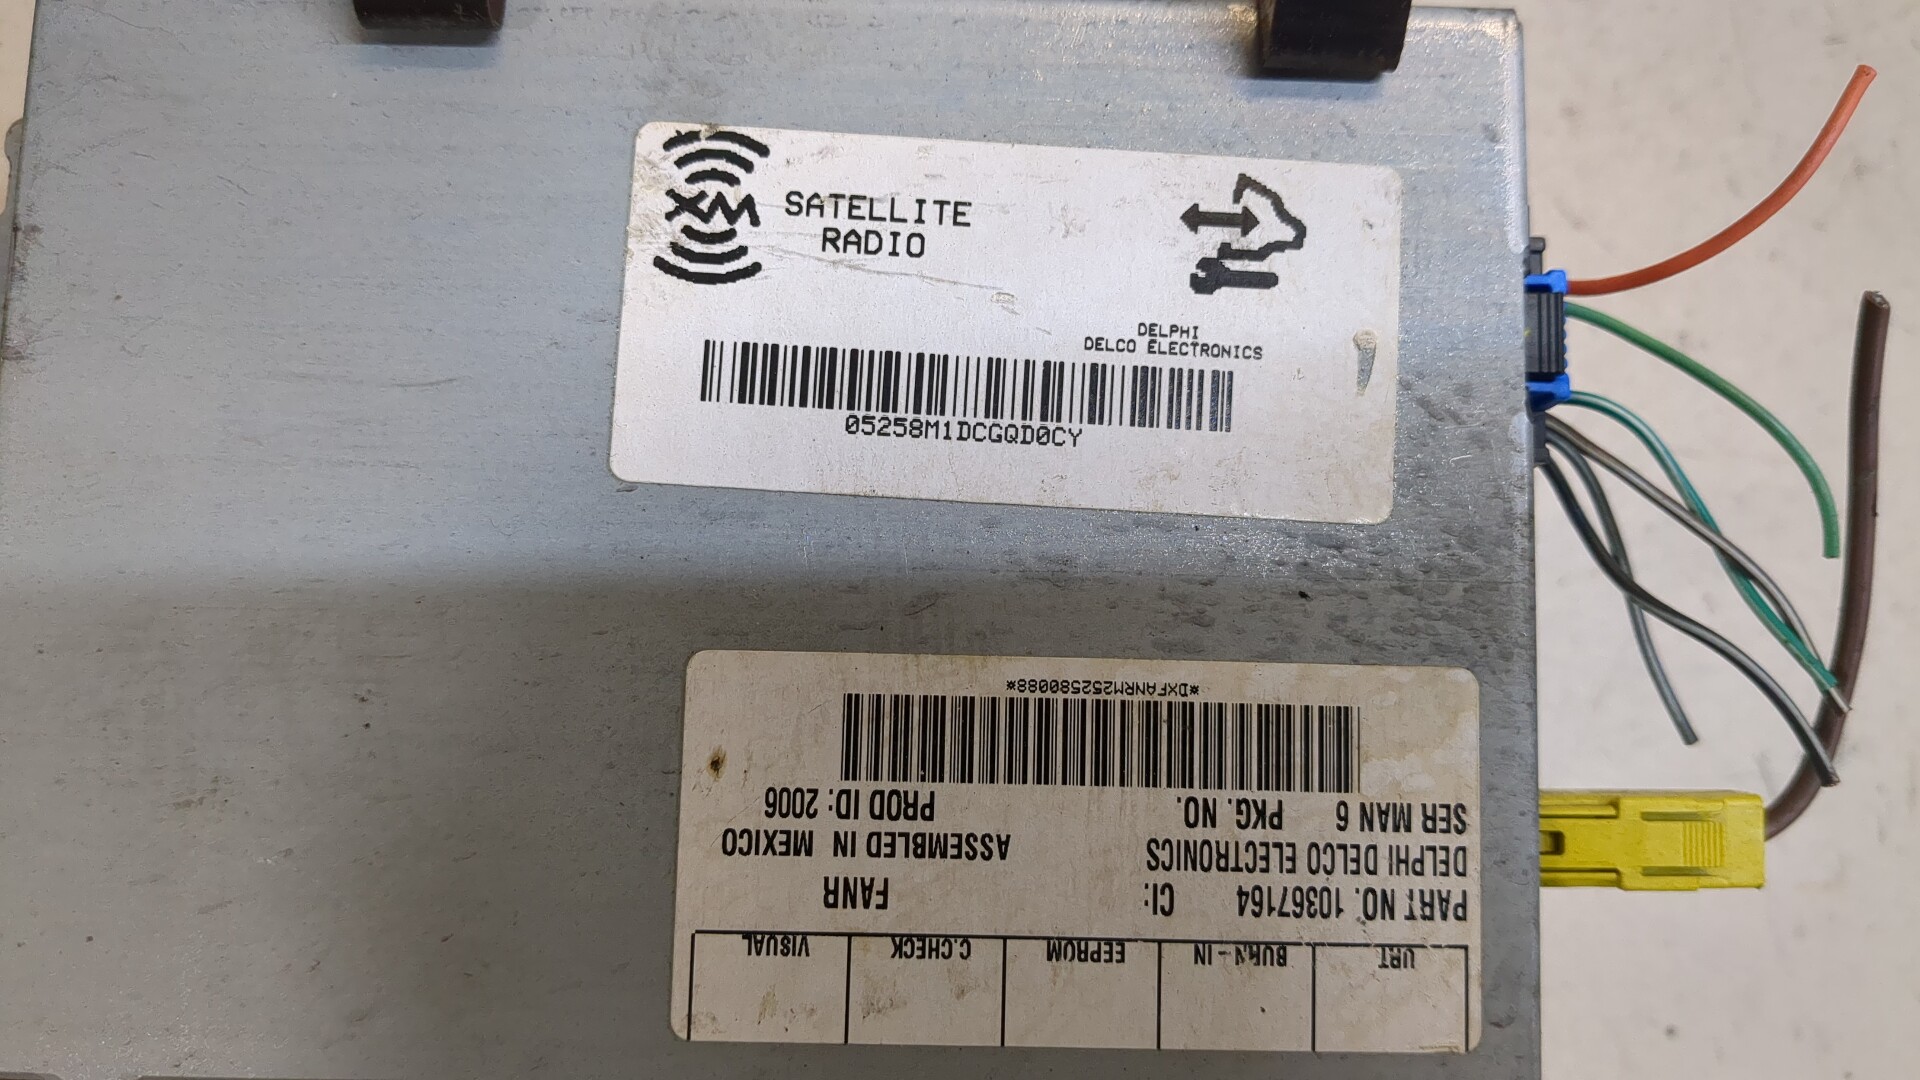 XM
SATELLITE
RADIO
DELPHI
DELCO ELECTRONICS
05258M1DCGQD0CY
URT BURN-IN EEPROM C.CHECK VISUAL
PART NO. 10367164 CI: FANR
DELPHI DELCO ELECTRONICS ASSEMBLED IN MEXICO
SER MAN 6 PKG. NO. PROD ID: 2006
*DXFANRM252580088*